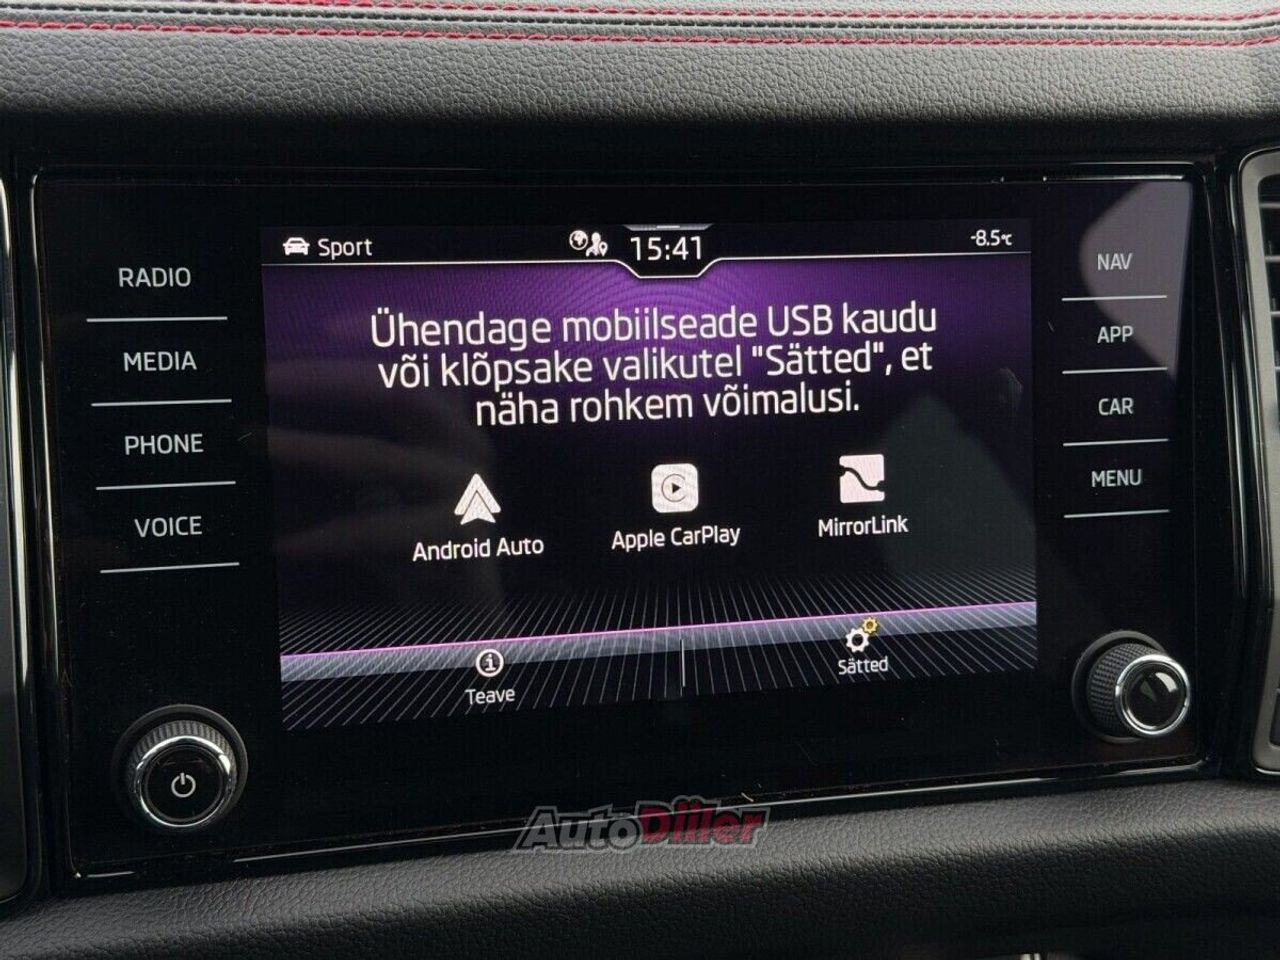 Sport
15:41
-8.5°C
RADIO
MEDIA
PHONE
VOICE
Ühendage mobiilseade USB kaudu
või klõpsake valikutel "Sätted", et
näha rohkem võimalusi.
Android Auto
Apple CarPlay
MirrorLink
Teave
Sätted
NAV
APP
CAR
MENU
AutoDiller